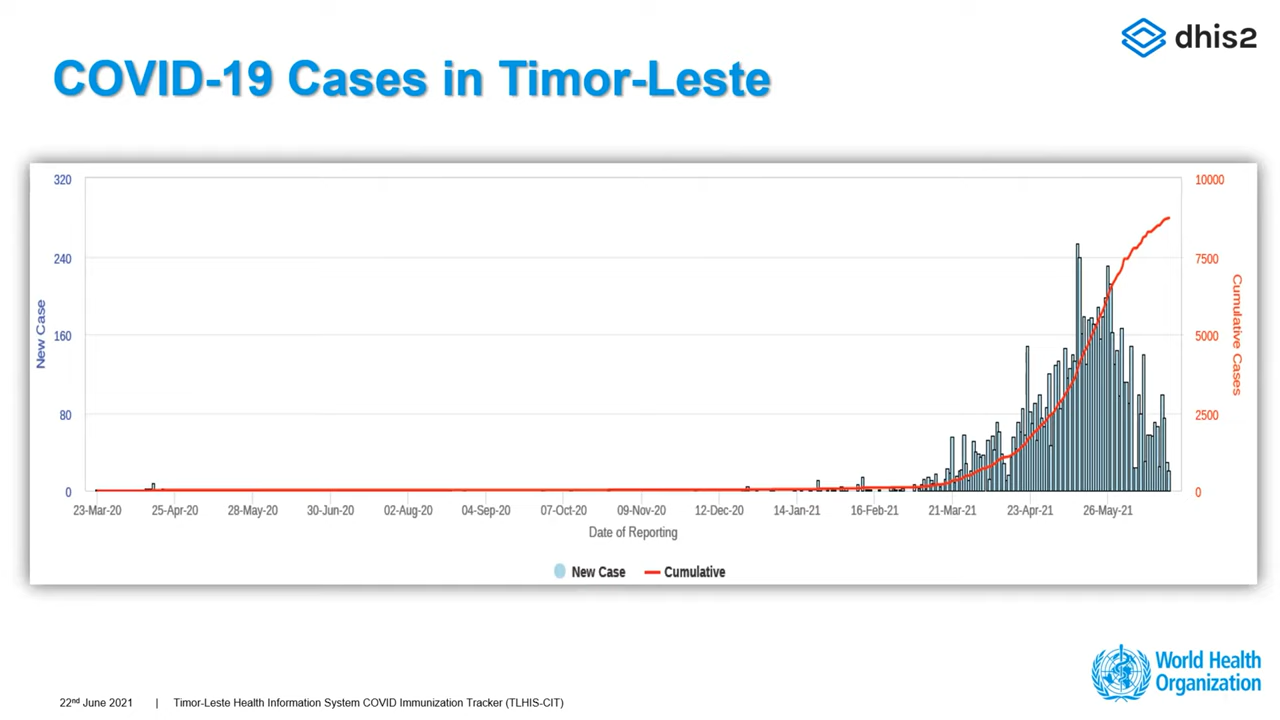 dhis2
COVID-19 Cases in Timor-Leste
320
240
160
80
0
New Case
10000
7500
5000
2500
0
Cumulative Cases
23-Mar-20 25-Apr-20 28-May-20 30-Jun-20 02-Aug-20 04-Sep-20 07-Oct-20 09-Nov-20 12-Dec-20 14-Jan-21 16-Feb-21 21-Mar-21 23-Apr-21 26-May-21
Date of Reporting
New Case Cumulative
World Health
Organization
22nd June 2021 | Timor-Leste Health Information System COVID Immunization Tracker (TLHIS-CIT)